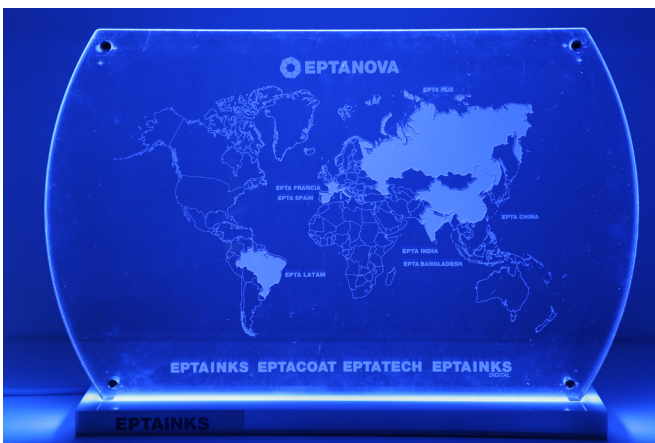 EPTANOVA
EPTA RUS
EPTA FRANCIA
EPTA SPAIN
EPTA CHINA
EPTA INDIA
EPTA BANGLADESH
EPTA LATAM
EPTAINKS EPTACOAT EPTATECH EPTAINKS
DIGITAL
EPTAINKS